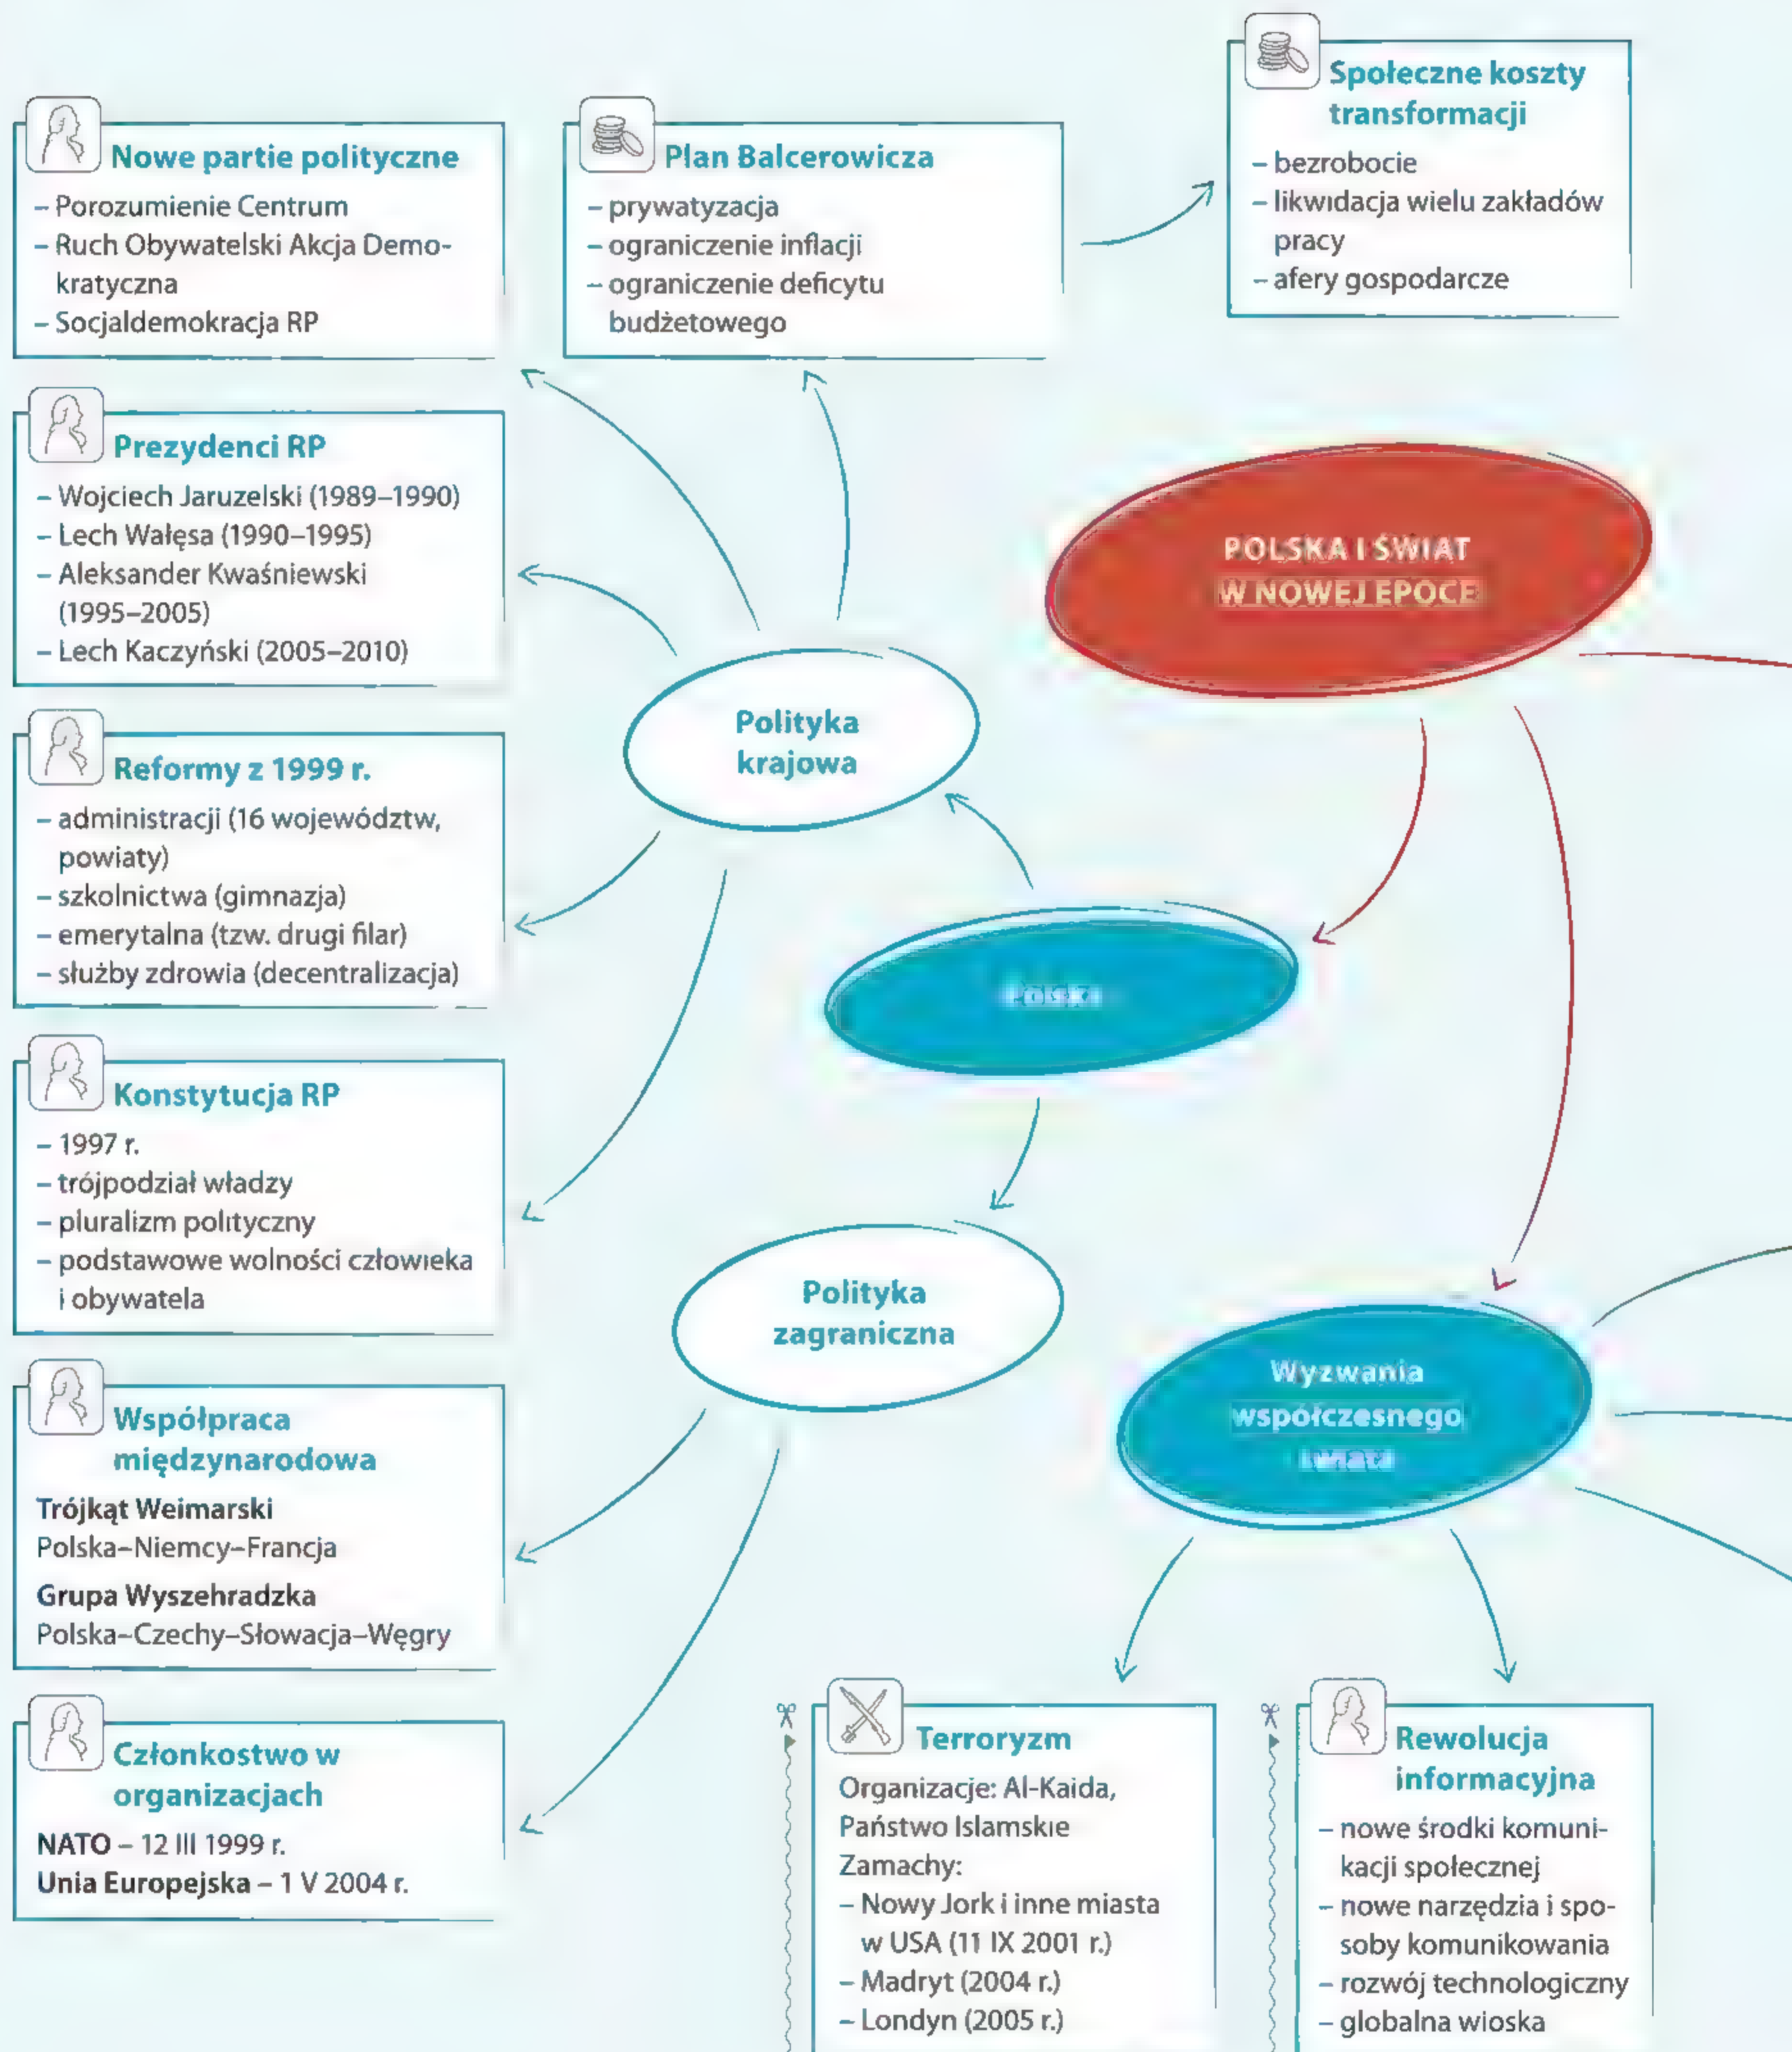 Społeczne koszty
transformacji
– bezrobocie
– likwidacja wielu zakładów
pracy
– afery gospodarcze
Nowe partie polityczne
– Porozumienie Centrum
– Ruch Obywatelski Akcja Demo-
kratyczna
– Socjaldemokracja RP
Plan Balcerowicza
– prywatyzacja
– ograniczenie inflacji
– ograniczenie deficytu
budżetowego
Prezydenci RP
– Wojciech Jaruzelski (1989–1990)
– Lech Wałęsa (1990–1995)
– Aleksander Kwaśniewski
(1995–2005)
– Lech Kaczyński (2005–2010)
POLSKA I ŚWIAT
W NOWEJ EPOCE
Polityka
krajowa
Reformy z 1999 r.
– administracji (16 województw,
powiaty)
– szkolnictwa (gimnazja)
– emerytalna (tzw. drugi filar)
– służby zdrowia (decentralizacja)
Polska
Konstytucja RP
– 1997 r.
– trójpodział władzy
– pluralizm polityczny
– podstawowe wolności człowieka
i obywatela
Polityka
zagraniczna
Wyzwania
współczesnego
świata
Współpraca
międzynarodowa
Trójkąt Weimarski
Polska–Niemcy–Francja
Grupa Wyszehradzka
Polska–Czechy–Słowacja–Węgry
Członkostwo w
organizacjach
NATO – 12 III 1999 r.
Unia Europejska – 1 V 2004 r.
Terroryzm
Organizacje: Al-Kaida,
Państwo Islamskie
Zamachy:
– Nowy Jork i inne miasta
w USA (11 IX 2001 r.)
– Madryt (2004 r.)
– Londyn (2005 r.)
Rewolucja
informacyjna
– nowe środki komuni-
kacji społecznej
– nowe narzędzia i spo-
soby komunikowania
– rozwój technologiczny
– globalna wioska